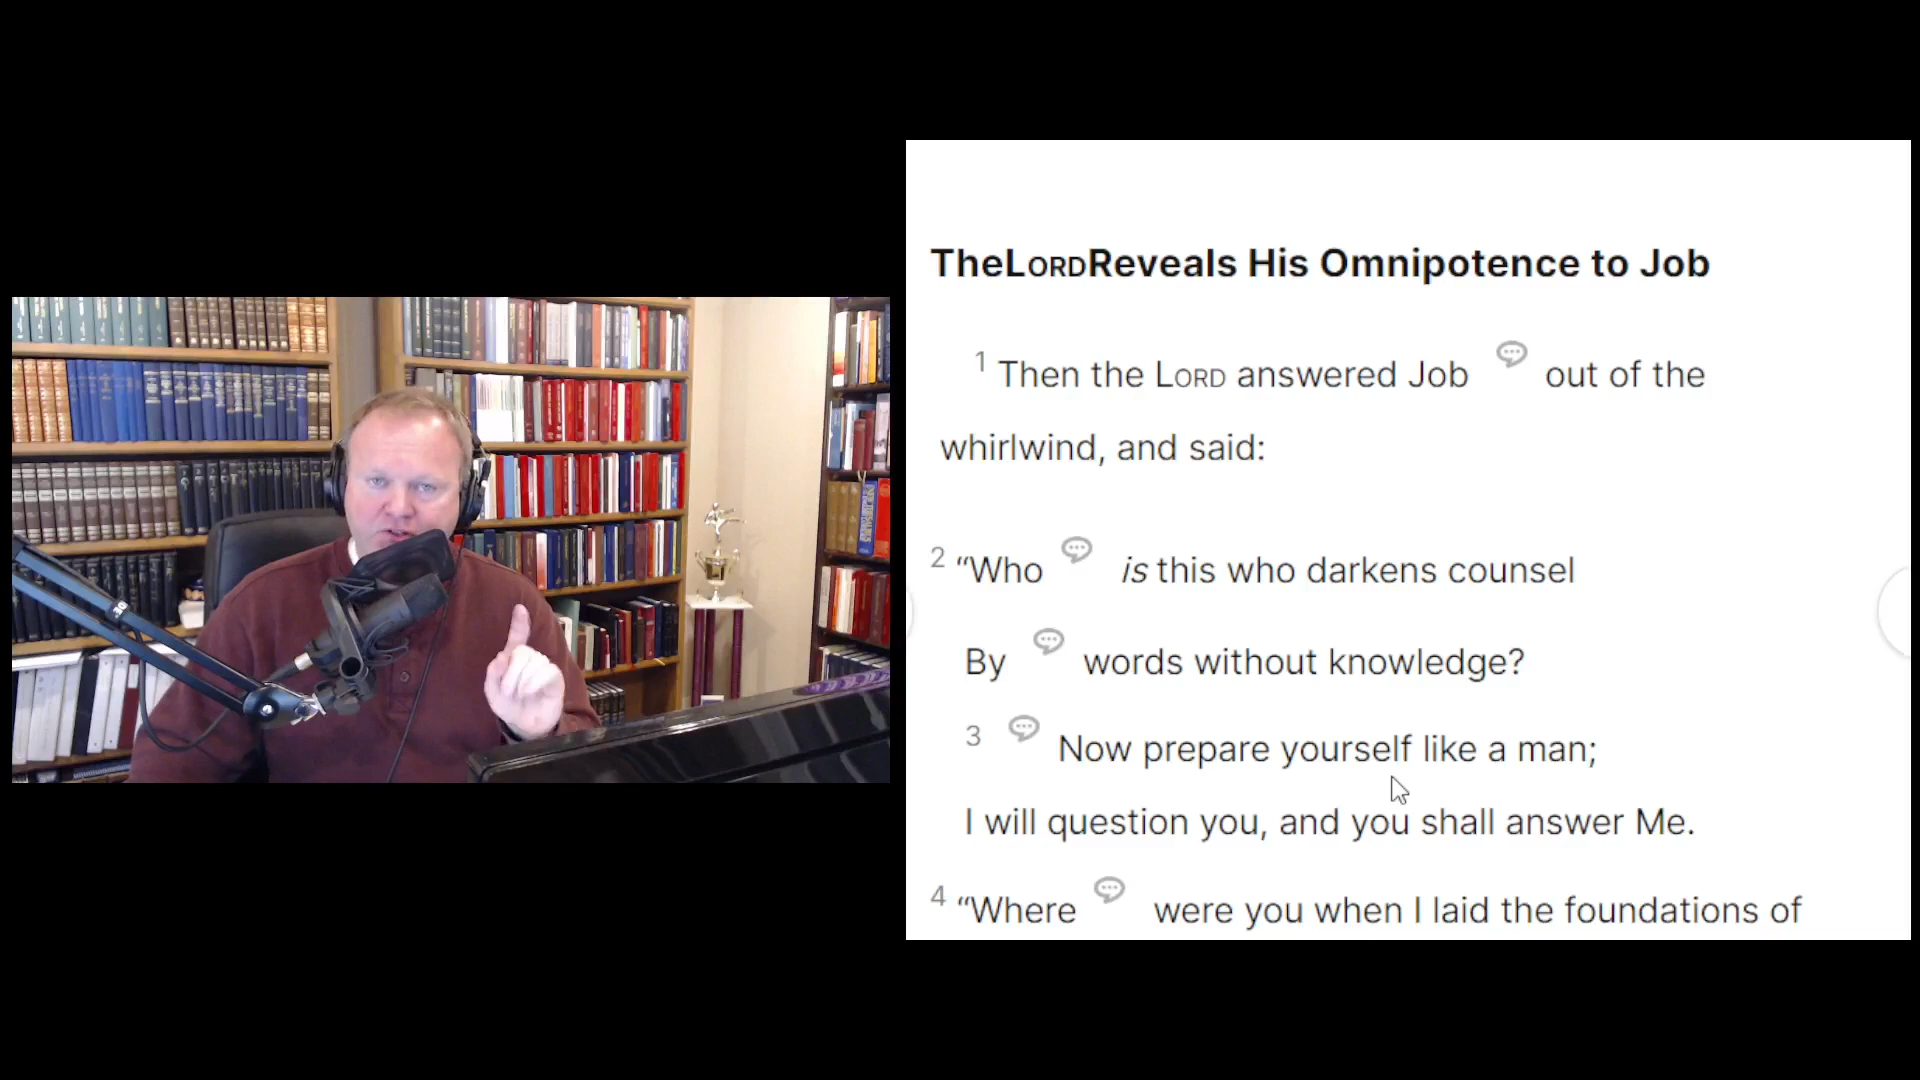 TheLORDReveals His Omnipotence to Job
1 Then the LORD answered Job out of the
whirlwind, and said:
2 “Who is this who darkens counsel
By words without knowledge?
3 Now prepare yourself like a man;
I will question you, and you shall answer Me.
4 “Where were you when I laid the foundations of